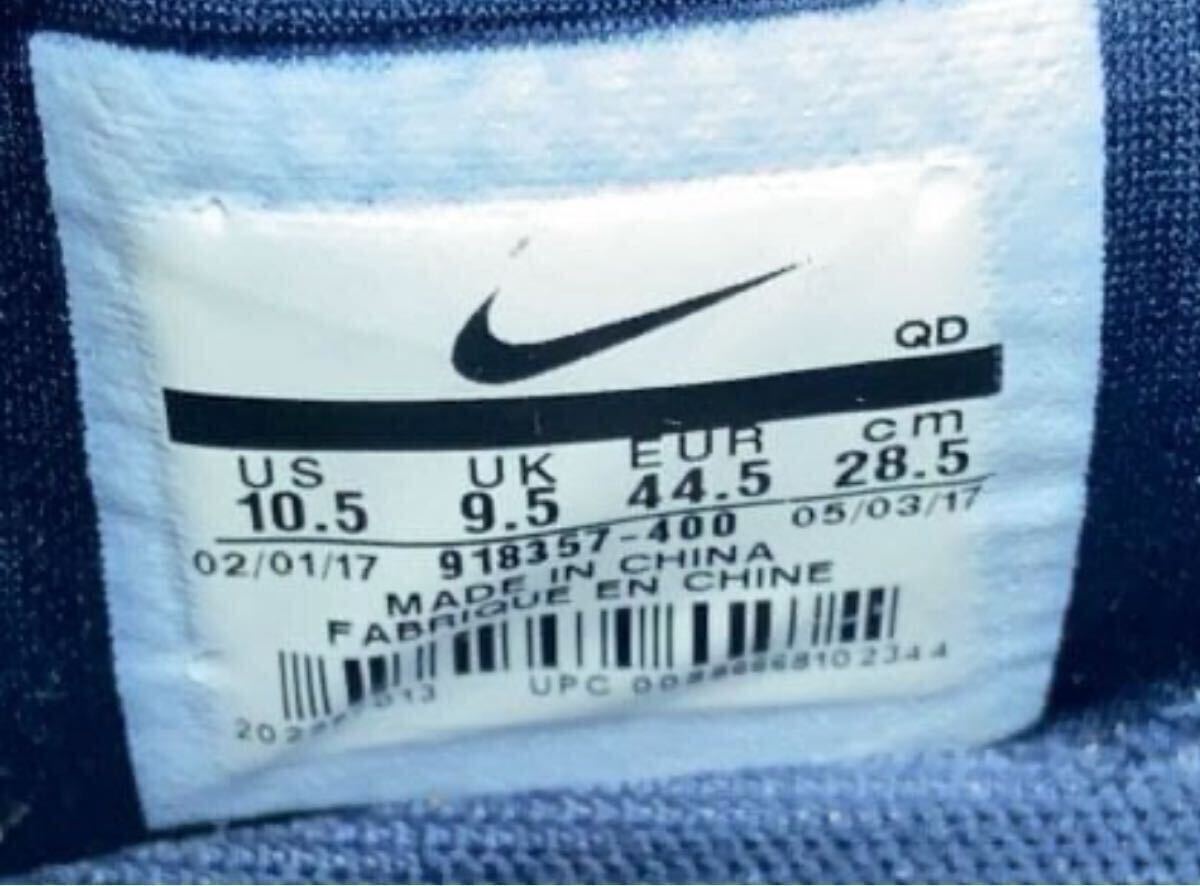 QD
US UK EUR cm
10.5 9.5 44.5 28.5
02/01/17 918357-400 05/03/17
MADE IN CHINA
FABRIQUE EN CHINE
UPC